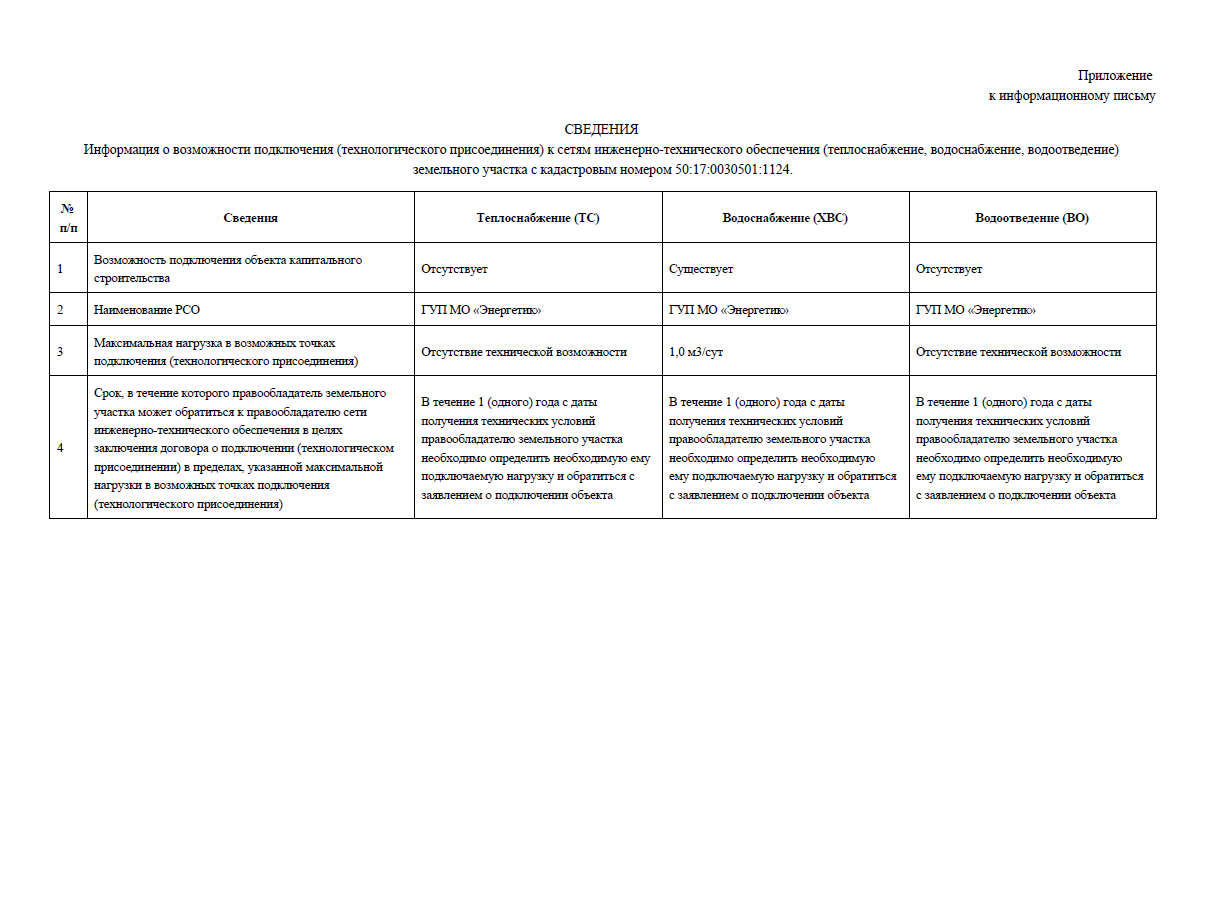 Приложение
к информационному письму
СВЕДЕНИЯ
Информация о возможности подключения (технологического присоединения) к сетям инженерно-технического обеспечения (теплоснабжение, водоснабжение, водоотведение)
земельного участка с кадастровым номером 50:17:0030501:1124.
№
п/п
Сведения
Теплоснабжение (ТС)
Водоснабжение (ХВС)
Водоотведение (ВО)
1
Возможность подключения объекта капитального
строительства
Отсутствует
Существует
Отсутствует
2
Наименование РСО
ГУП МО «Энергетик»
ГУП МО «Энергетик»
ГУП МО «Энергетик»
3
Максимальная нагрузка в возможных точках
подключения (технологического присоединения)
Отсутствие технической возможности
1,0 м3/сут
Отсутствие технической возможности
4
Срок, в течение которого правообладатель земельного
участка может обратиться к правообладателю сети
инженерно-технического обеспечения в целях
заключения договора о подключении (технологическом
присоединении) в пределах, указанной максимальной
нагрузки в возможных точках подключения
(технологического присоединения)
В течение 1 (одного) года с даты
получения технических условий
правообладателю земельного участка
необходимо определить необходимую ему
подключаемую нагрузку и обратиться с
заявлением о подключении объекта
В течение 1 (одного) года с даты
получения технических условий
правообладателю земельного участка
необходимо определить необходимую
ему подключаемую нагрузку и обратиться
с заявлением о подключении объекта
В течение 1 (одного) года с даты
получения технических условий
правообладателю земельного участка
необходимо определить необходимую
ему подключаемую нагрузку и обратиться
с заявлением о подключении объекта